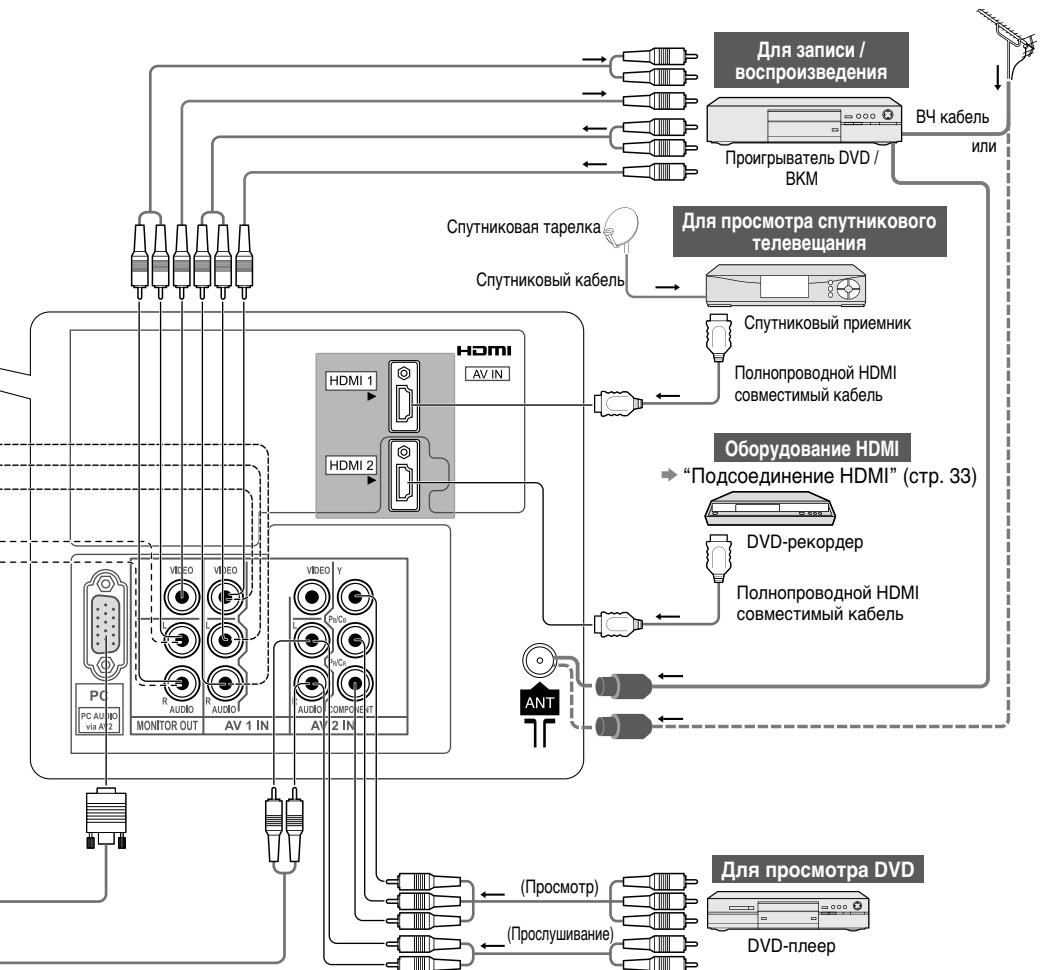 Для записи /
воспроизведения
ВЧ кабель
или
Проигрыватель DVD /
ВКМ
Спутниковая тарелка
Для просмотра спутникового
телевещания
Спутниковый кабель
Спутниковый приемник
HDMI
AV IN
HDMI 1
Полнопроводной HDMI
совместимый кабель
HDMI 2
Оборудование HDMI
“Подсоединение HDMI” (стр. 33)
DVD-рекордер
Полнопроводной HDMI
совместимый кабель
VIDEO VIDEO VIDEO Y
L L L PB/CB
PR/CR
R AUDIO R AUDIO R AUDIO COMPONENT
PC
PC AUDIO
via AV2
MONITOR OUT AV 1 IN AV 2 IN
ANT
Для просмотра DVD
(Просмотр)
(Прослушивание)
DVD-плеер